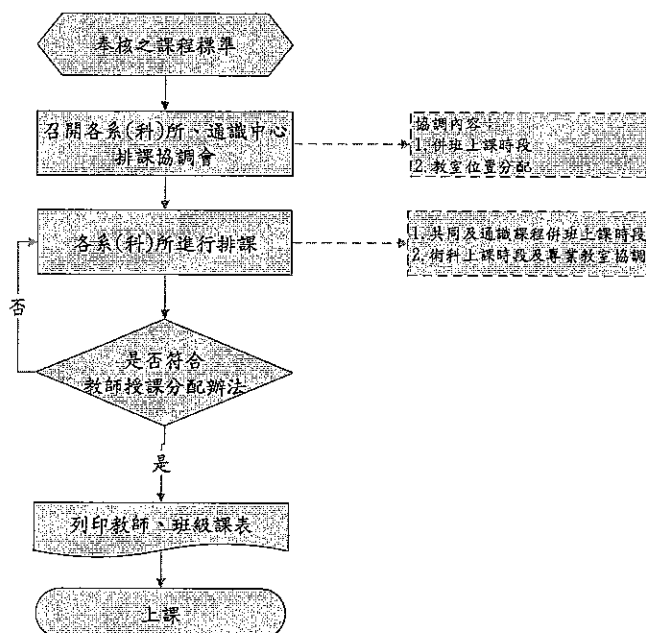 奉核之課程標準
召開各系(科)所、通識中心
排課協調會
協調內容：
1. 併班上課時段
2. 教室位置分配
各系(科)所進行排課
1. 共同及通識課程併班上課時段
2. 術科上課時段及專業教室協調
否
是否符合
教師授課分配辦法
是
列印教師、班級課表
上課